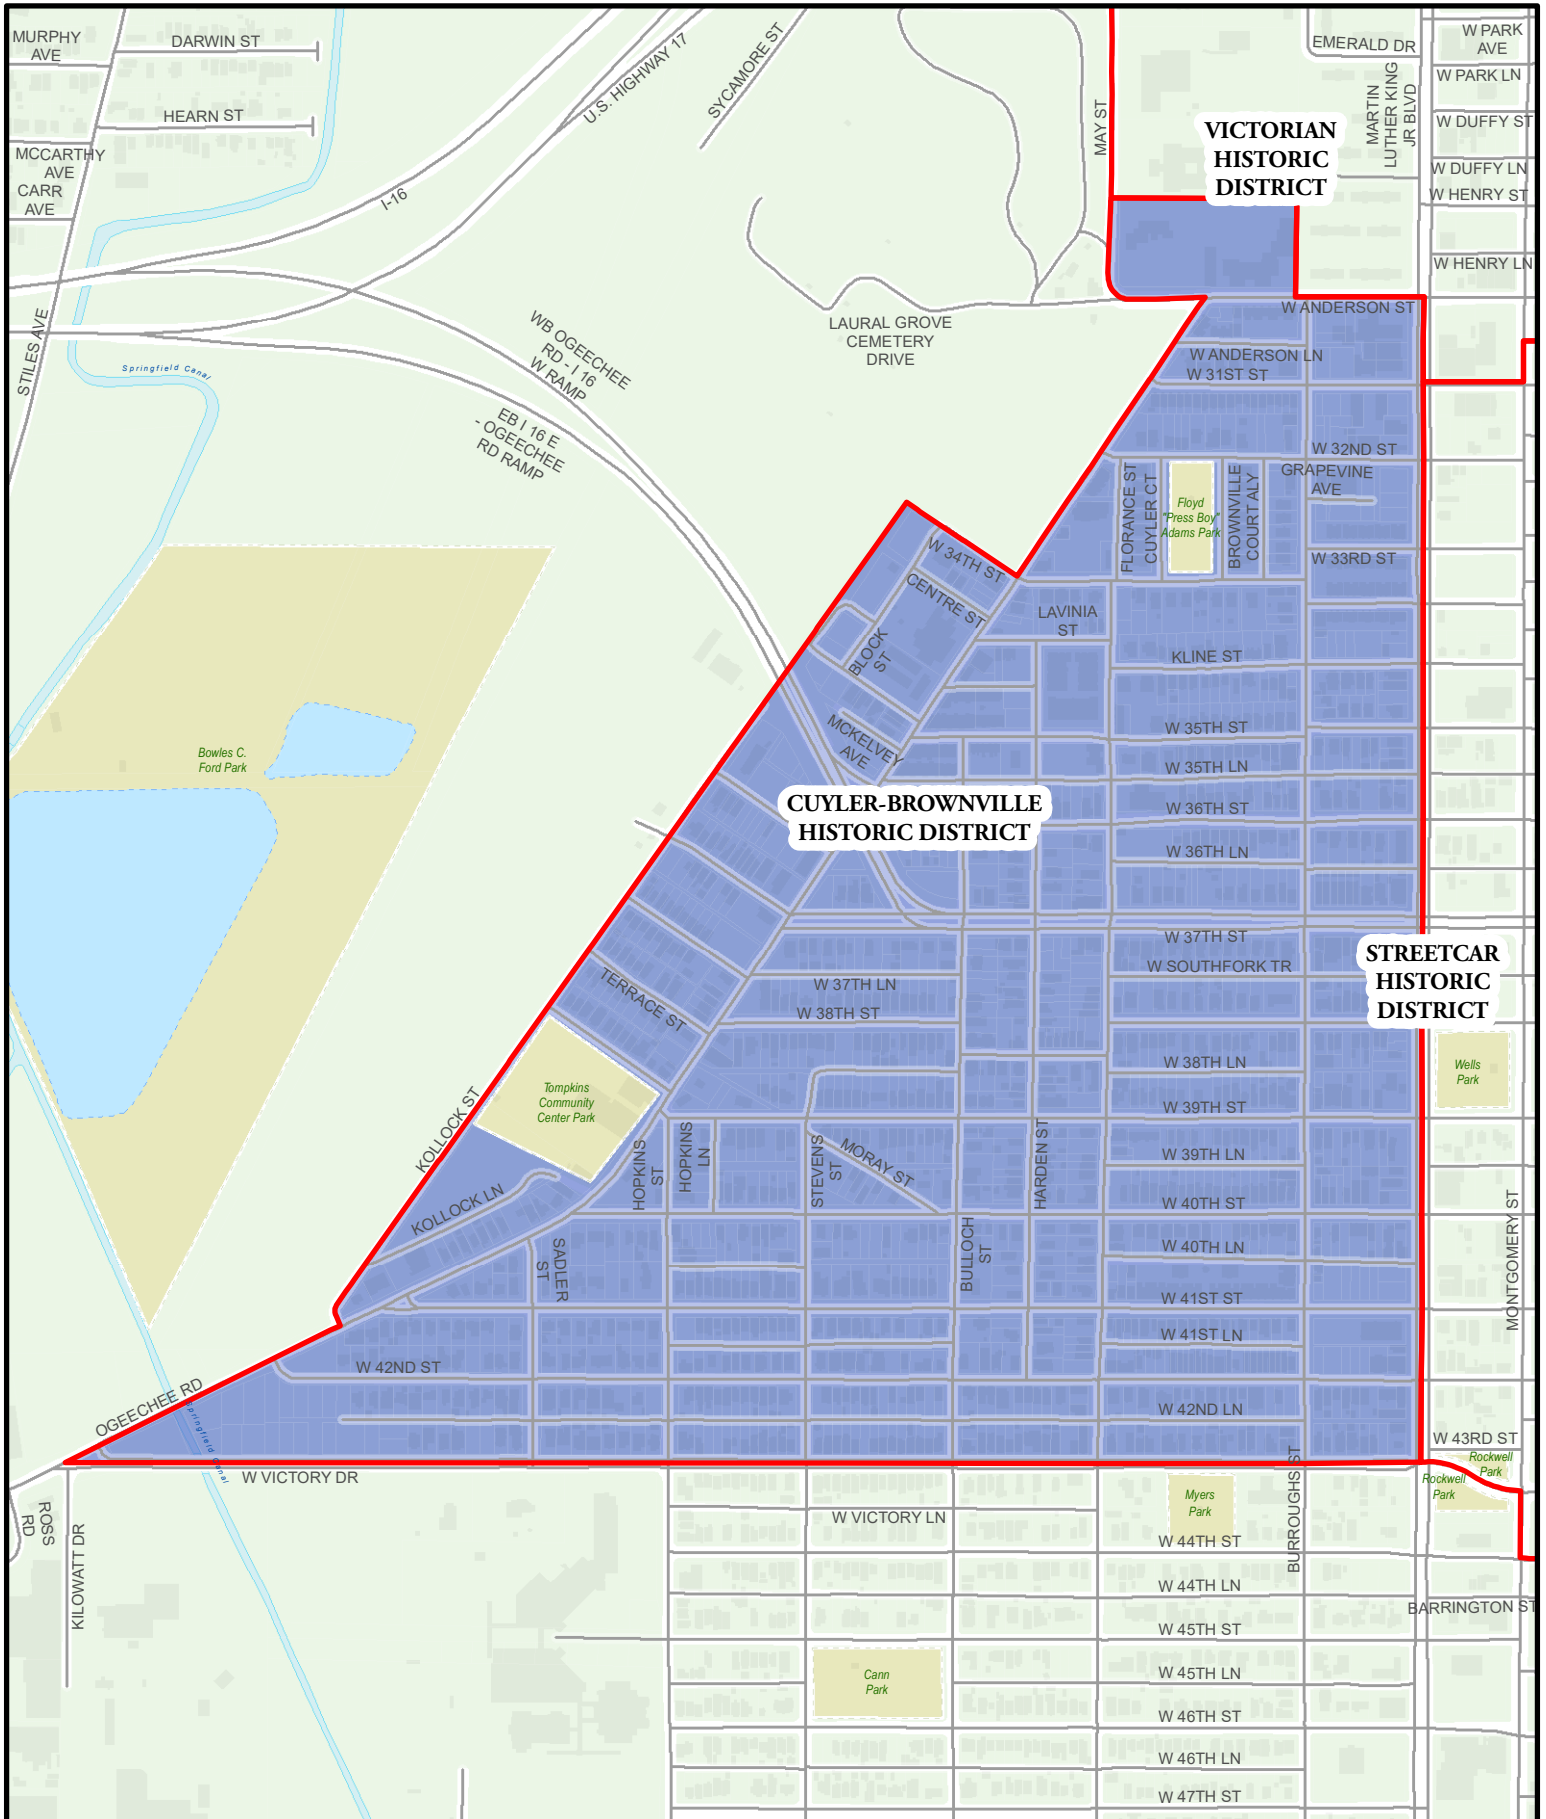 MURPHY
AVE
DARWIN ST
HEARN ST
MCCARTHY
AVE
CARR
AVE
I-16
U.S. HIGHWAY 17
SYCAMORE ST
MAY ST
EMERALD DR
MARTIN
LUTHER KING
JR BLVD
W PARK
AVE
W PARK LN
W DUFFY ST
W DUFFY LN
W HENRY ST
W HENRY LN
VICTORIAN
HISTORIC
DISTRICT
STILES AVE
Springfield Canal
WB OGEECHEE
RD - I 16
W RAMP
EB I 16 E
- OGEECHEE
RD RAMP
LAURAL GROVE
CEMETERY
DRIVE
W ANDERSON ST
W ANDERSON LN
W 31ST ST
W 32ND ST
GRAPEVINE
AVE
FLORANCE ST
CUYLER CT
Floyd
"Press Boy"
Adams Park
BROWNVILLE
COURT ALY
W 33RD ST
W 34TH ST
CENTRE ST
LAVINIA
ST
BLOCK
ST
KLINE ST
MCKELVEY
AVE
W 35TH ST
W 35TH LN
Bowles C.
Ford Park
CUYLER-BROWNVILLE
HISTORIC DISTRICT
W 36TH ST
W 36TH LN
W 37TH ST
W SOUTHFORK TR
STREETCAR
HISTORIC
DISTRICT
TERRACE ST
W 37TH LN
W 38TH ST
W 38TH LN
Wells
Park
Tompkins
Community
Center Park
KOLLOCK ST
W 39TH ST
HOPKINS
ST
HOPKINS
LN
STEVENS
ST
MORAY ST
HARDEN ST
W 39TH LN
KOLLOCK LN
W 40TH ST
SADLER
ST
BULLOCH
ST
W 40TH LN
MONTGOMERY ST
W 41ST ST
W 41ST LN
W 42ND ST
OGEECHEE RD
Springfield Canal
W 42ND LN
W 43RD ST
W VICTORY DR
BURROUGHS ST
Rockwell
Park
Rockwell
Park
ROSS
RD
KILOWATT DR
W VICTORY LN
Myers
Park
W 44TH ST
W 44TH LN
BARRINGTON ST
W 45TH ST
Cann
Park
W 45TH LN
W 46TH ST
W 46TH LN
W 47TH ST